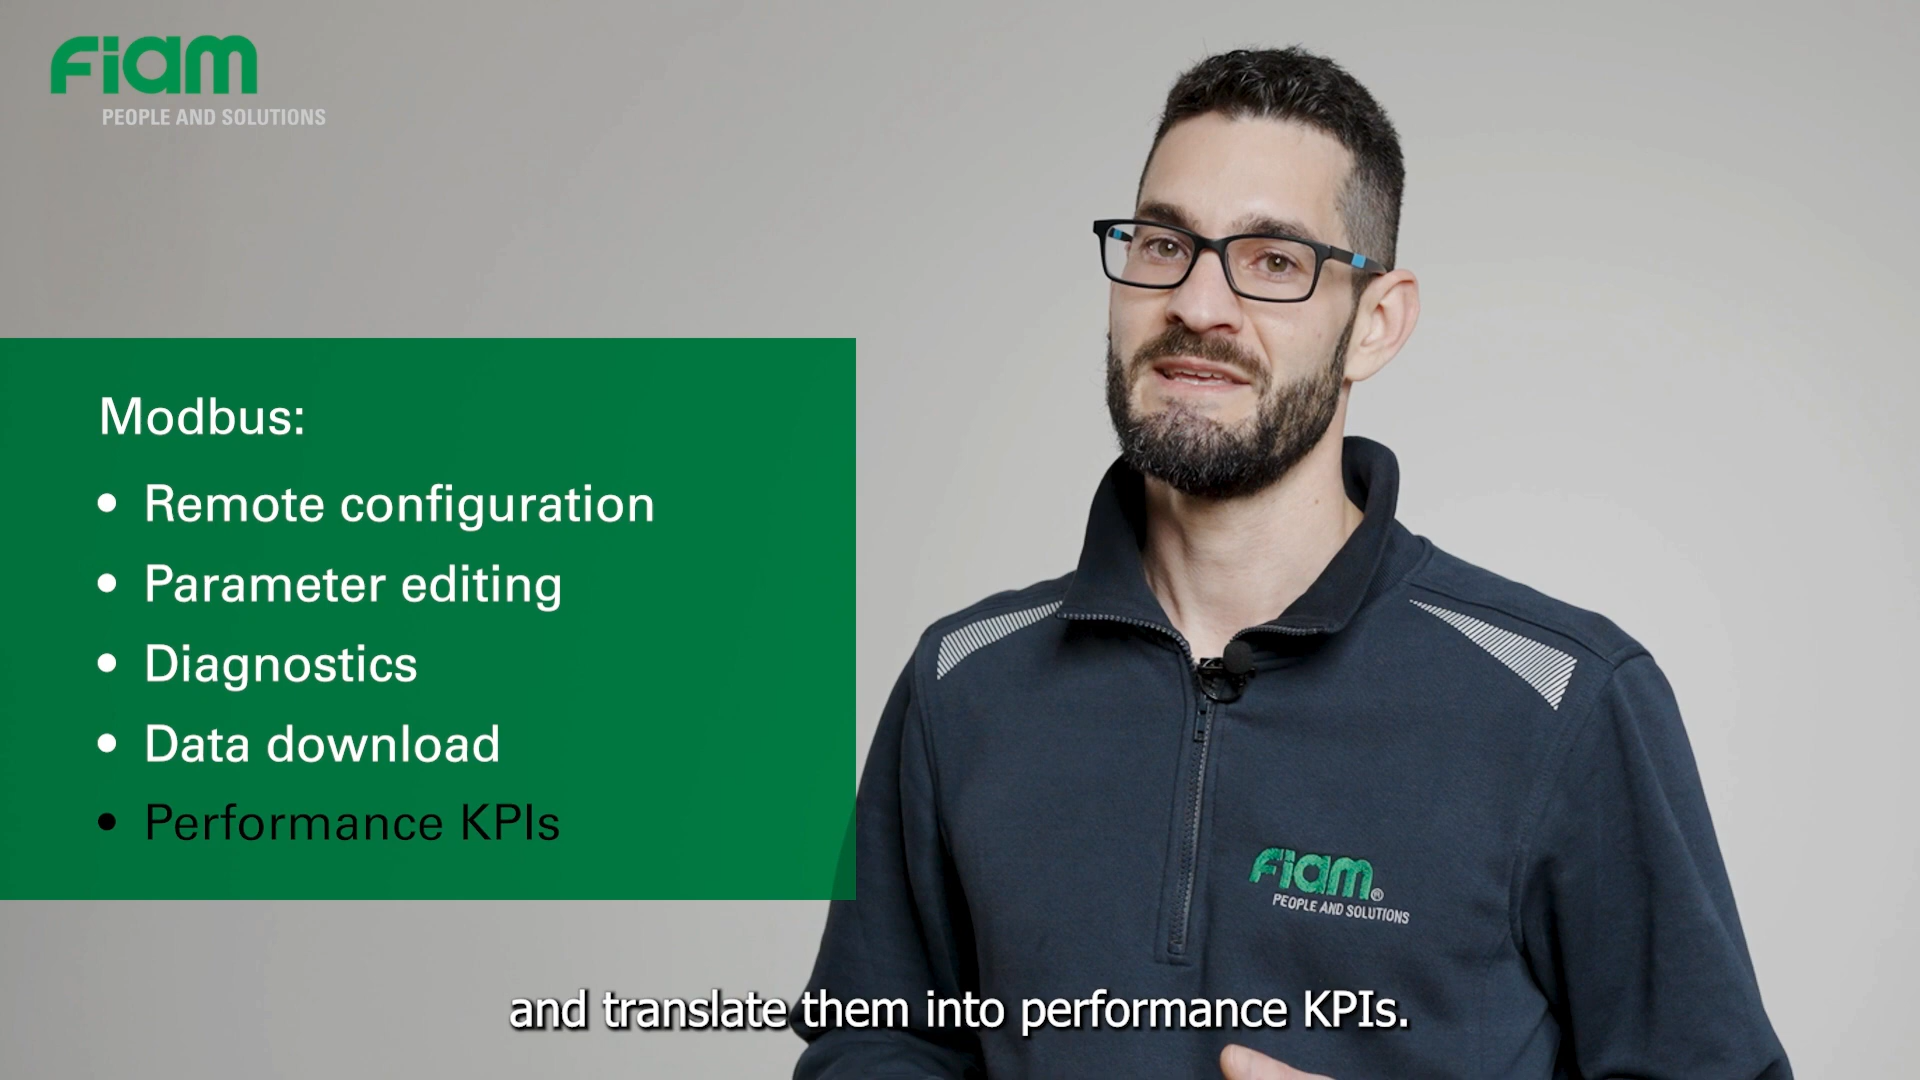 Fiam
PEOPLE AND SOLUTIONS
Modbus:
• Remote configuration
• Parameter editing
• Diagnostics
• Data download
• Performance KPIs
Fiam®
PEOPLE AND SOLUTIONS
and translate them into performance KPIs.